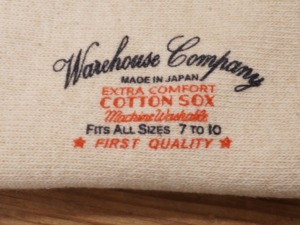 Warehouse Company
MADE IN JAPAN
EXTRA COMFORT
COTTON SOX
Machine Washable
FITS ALL SIZES 7 TO 10
★ FIRST QUALITY ★